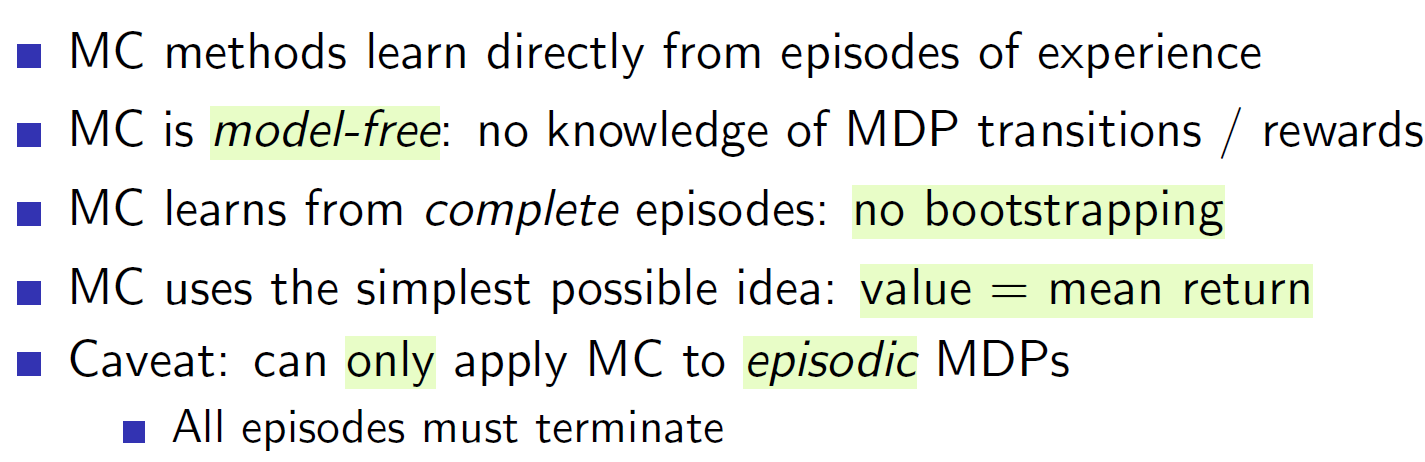 MC methods learn directly from episodes of experience
MC is model-free: no knowledge of MDP transitions / rewards
MC learns from complete episodes: no bootstrapping
MC uses the simplest possible idea: value = mean return
Caveat: can only apply MC to episodic MDPs
All episodes must terminate